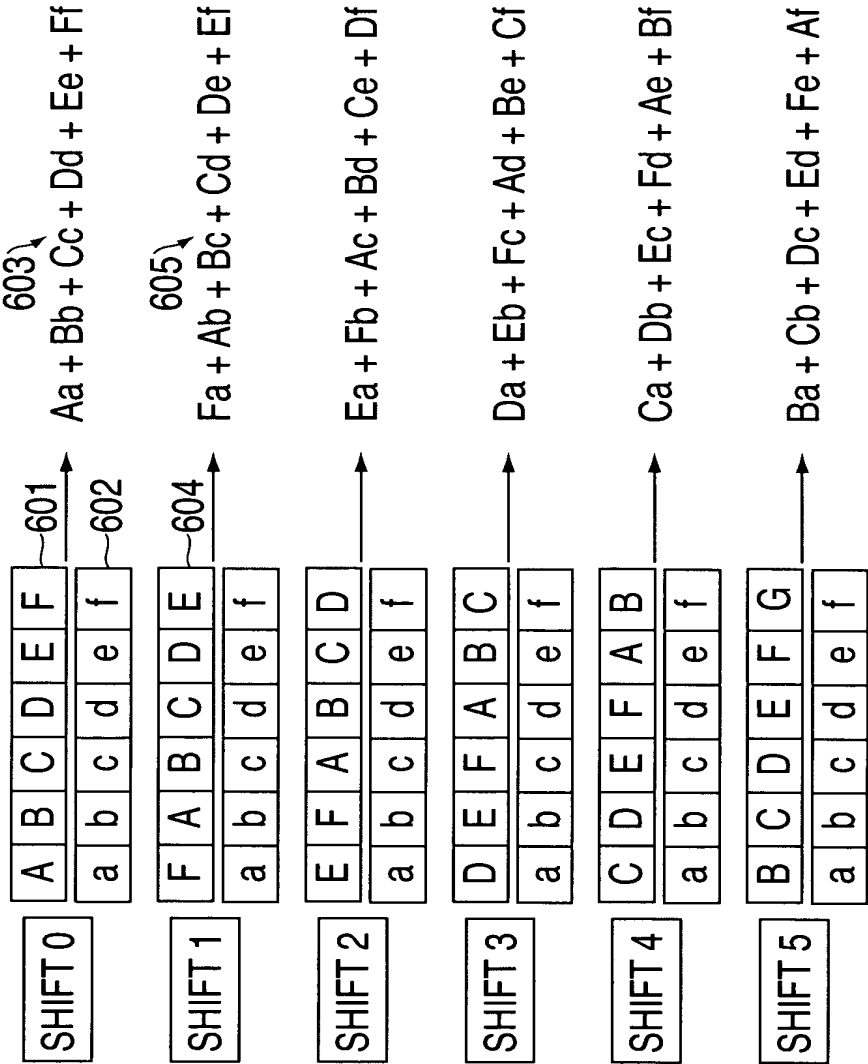 603
SHIFT 0 A B C D E F 601 Aa + Bb + Cc + Dd + Ee + Ff
a b c d e f 602
605
SHIFT 1 F A B C D E 604 Fa + Ab + Bc + Cd + De + Ef
a b c d e f
SHIFT 2 E F A B C D Ea + Fb + Ac + Bd + Ce + Df
a b c d e f
SHIFT 3 D E F A B C Da + Eb + Fc + Ad + Be + Cf
a b c d e f
SHIFT 4 C D E F A B Ca + Db + Ec + Fd + Ae + Bf
a b c d e f
SHIFT 5 B C D E F G Ba + Cb + Dc + Ed + Fe + Af
a b c d e f